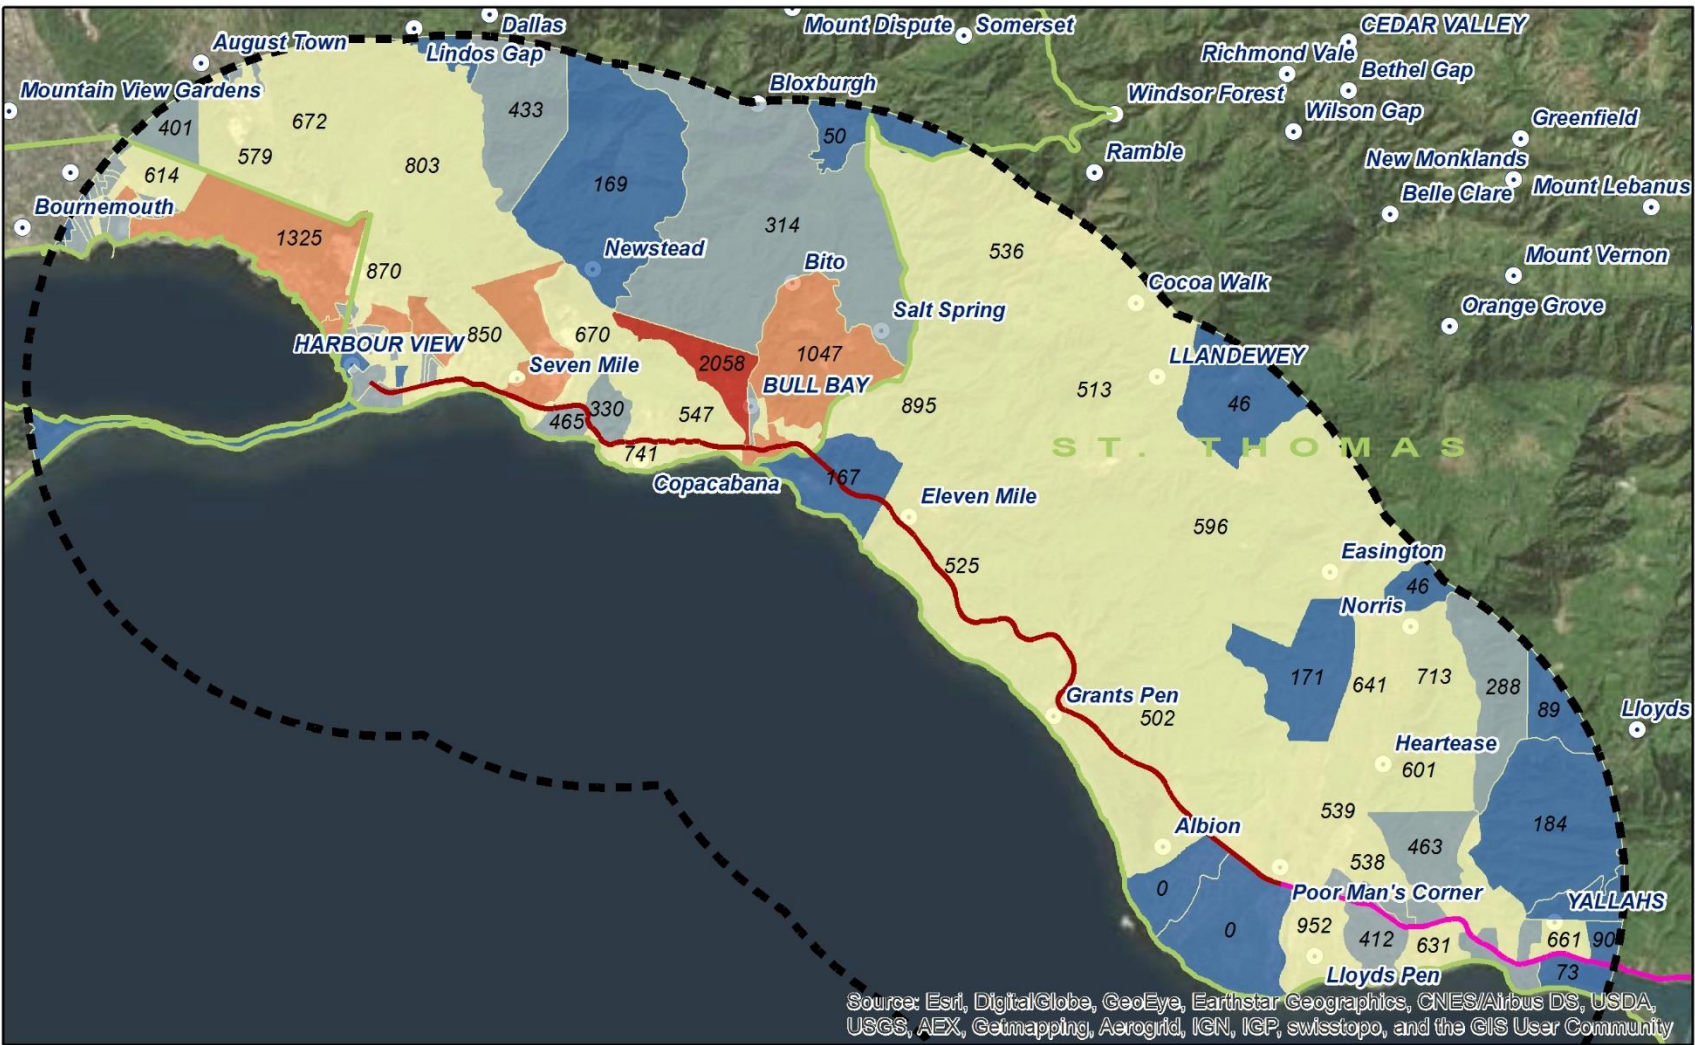 Dallas
Mount Dispute
Somerset
CEDAR VALLEY
August Town
Lindos Gap
Richmond Vale
Bethel Gap
Mountain View Gardens
Bloxburgh
Windsor Forest
Wilson Gap
Greenfield
401
672
433
50
579
803
614
Ramble
New Monklands
169
Belle Clare
Mount Lebanus
Bournemouth
1325
314
Newstead
536
870
Bito
Mount Vernon
Cocoa Walk
Salt Spring
Orange Grove
HARBOUR VIEW
850
670
1047
LLANDEWEY
Seven Mile
2058
BULL BAY
513
330
547
895
46
465
741
ST. THOMAS
Copacabana
167
Eleven Mile
596
525
Easington
46
Norris
171
641
713
288
Grants Pen
502
89
Lloyds
Heartease
601
539
184
Albion
463
538
0
Poor Man's Corner
YALLAHS
0
952
412
631
661
90
Lloyds Pen
73
Source: Esri, DigitalGlobe, GeoEye, Earthstar Geographics, CNES/Airbus DS, USDA,
USGS, AEX, Getmapping, Aerogrid, IGN, IGP, swisstopo, and the GIS User Community